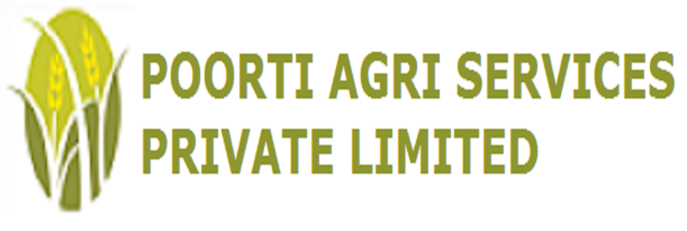 POORTI AGRI SERVICES
PRIVATE LIMITED